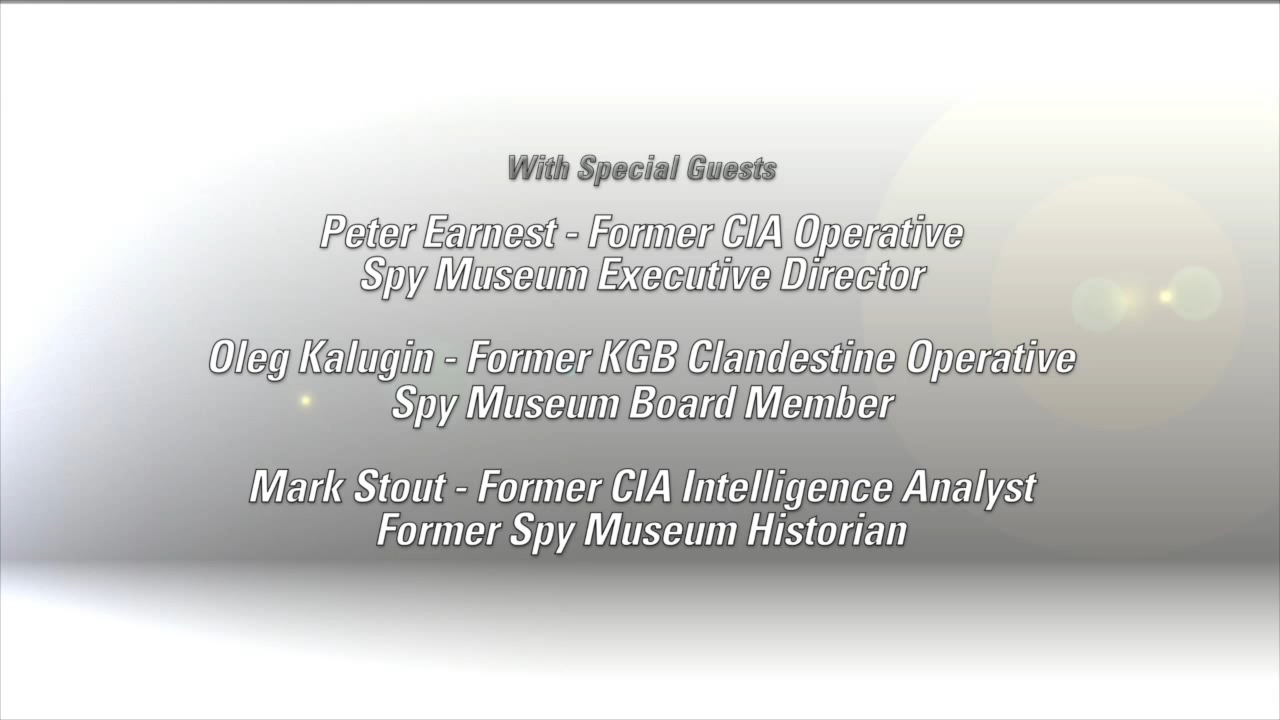 With Special Guests
Peter Earnest - Former CIA Operative
Spy Museum Executive Director
Oleg Kalugin - Former KGB Clandestine Operative
Spy Museum Board Member
Mark Stout - Former CIA Intelligence Analyst
Former Spy Museum Historian